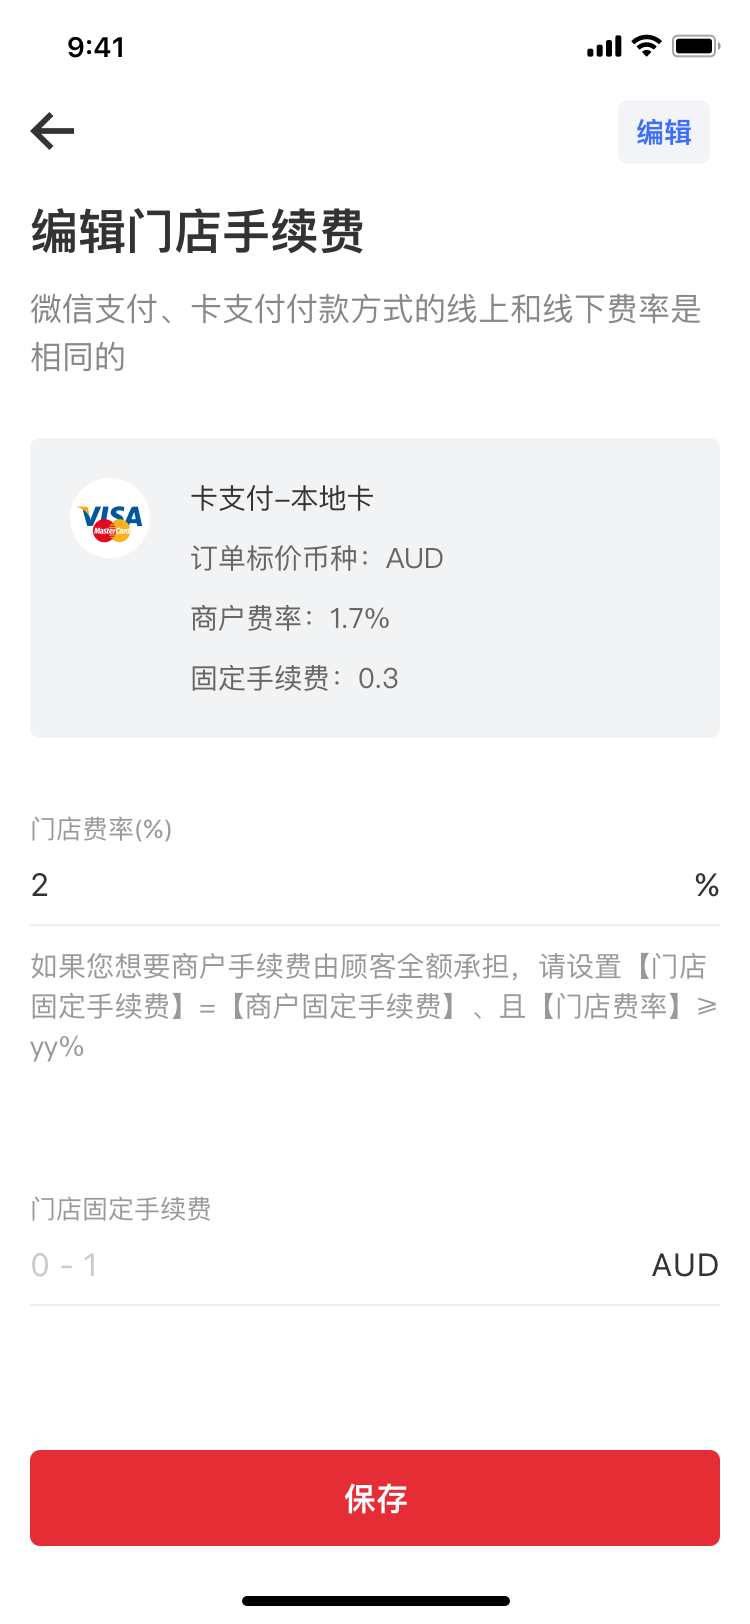 9:41
编辑
编辑门店手续费
微信支付、卡支付付款方式的线上和线下费率是
相同的
VISA
MasterCard
卡支付–本地卡
订单标价币种：AUD
商户费率：1.7%
固定手续费：0.3
门店费率(%)
2 %
如果您想要商户手续费由顾客全额承担，请设置【门店
固定手续费】=【商户固定手续费】、且【门店费率】⩾
yy%
门店固定手续费
0 - 1 AUD
保存